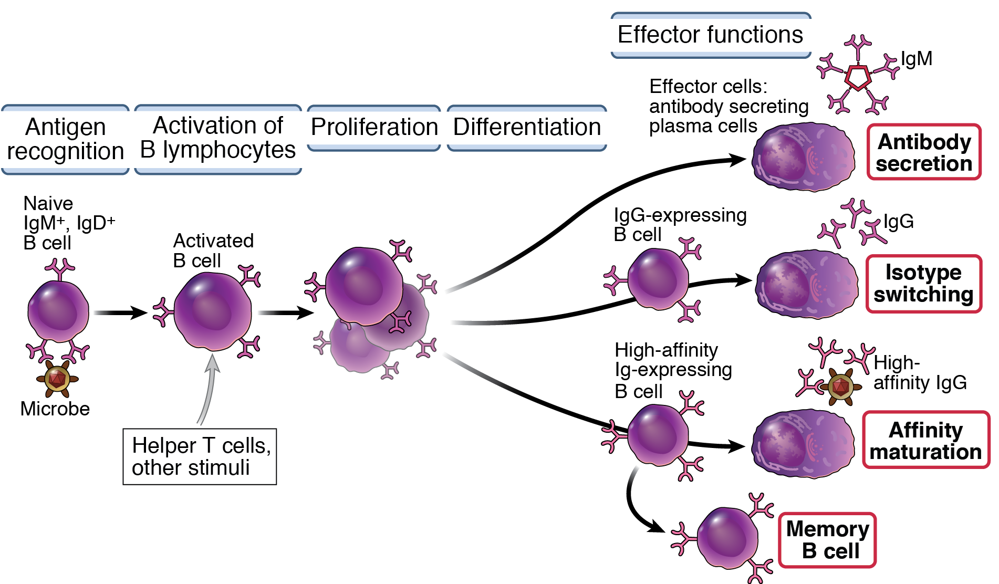 Effector functions
IgM
Effector cells:
antibody secreting
plasma cells
Antigen
recognition
Activation of
B lymphocytes
Proliferation
Differentiation
Antibody
secretion
Naive
IgM⁺, IgD⁺
B cell
Activated
B cell
IgG-expressing
B cell
IgG
Isotype
switching
Microbe
Helper T cells,
other stimuli
High-affinity
Ig-expressing
B cell
High-
affinity IgG
Affinity
maturation
Memory
B cell